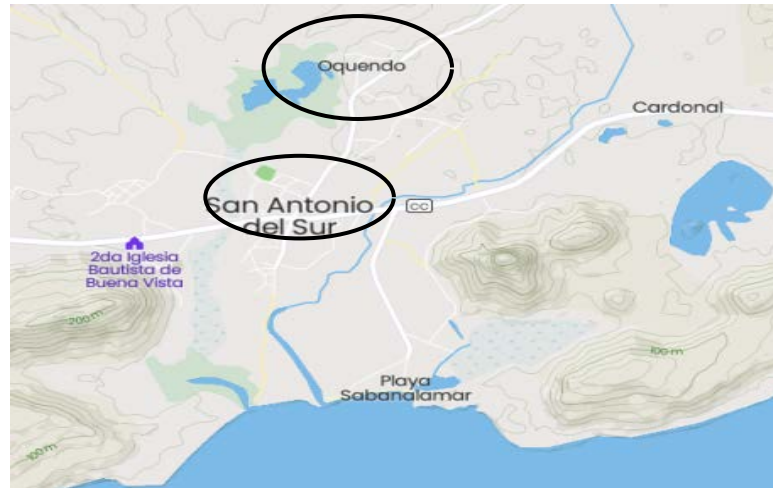 Oquendo
Cardonal
San Antonio
del Sur
CC
2da Iglesia
Bautista de
Buena Vista
200 m
100 m
Playa
Sabanalamar
100 m